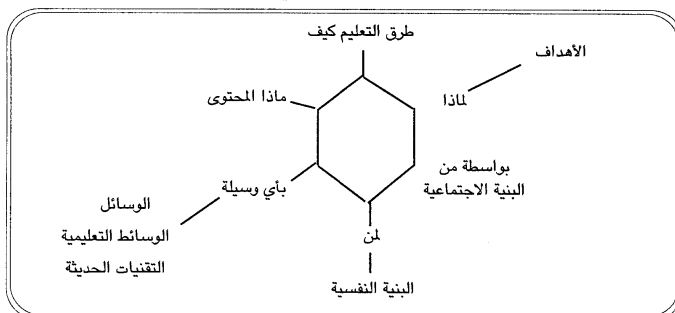 طرق التعليم كيف
الأهداف
لماذا
ماذا المحتوى
بواسطة من
البنية الاجتماعية
بأي وسيلة
الوسائل
الوسائط التعليمية
التقنيات الحديثة
لمن
البنية النفسية